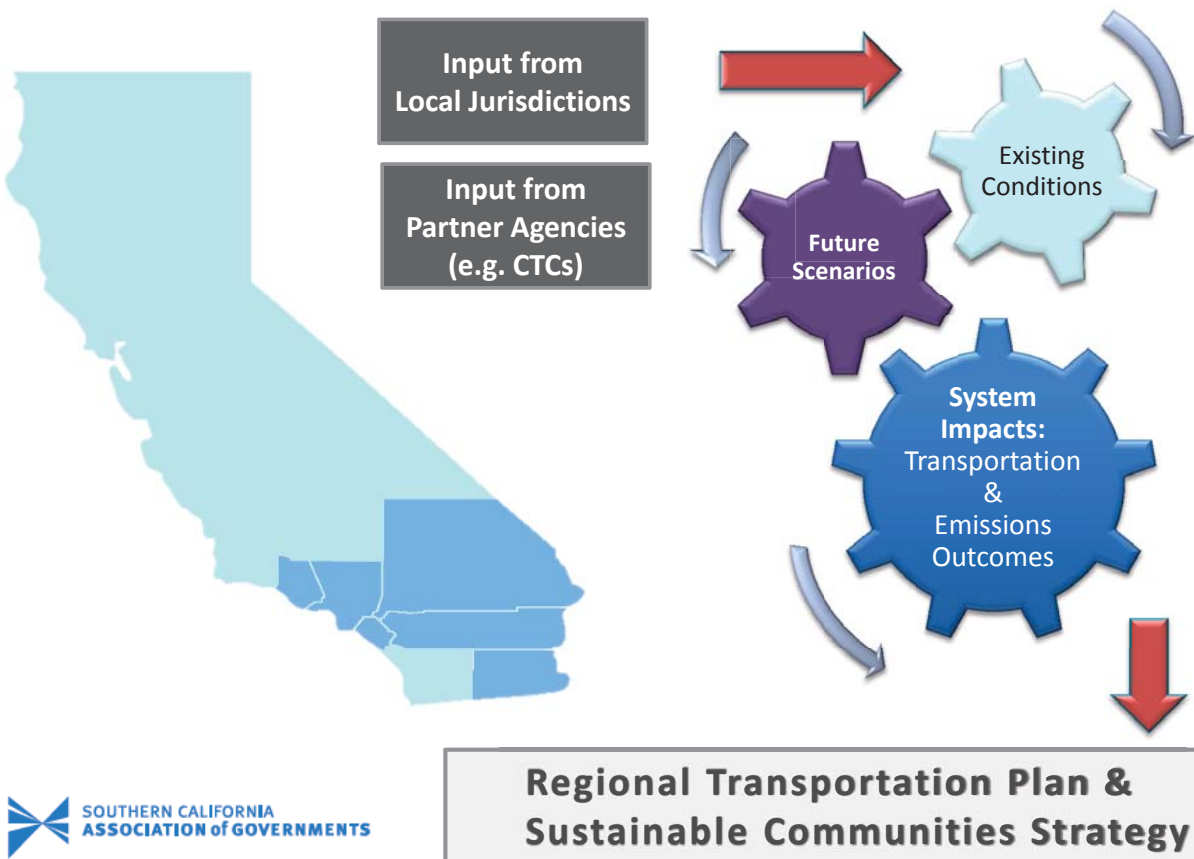 Input from
Local Jurisdictions
Input from
Partner Agencies
(e.g. CTCs)
Existing
Conditions
Future
Scenarios
System
Impacts:
Transportation
&
Emissions
Outcomes
Regional Transportation Plan &
Sustainable Communities Strategy
SOUTHERN CALIFORNIA
ASSOCIATION of GOVERNMENTS